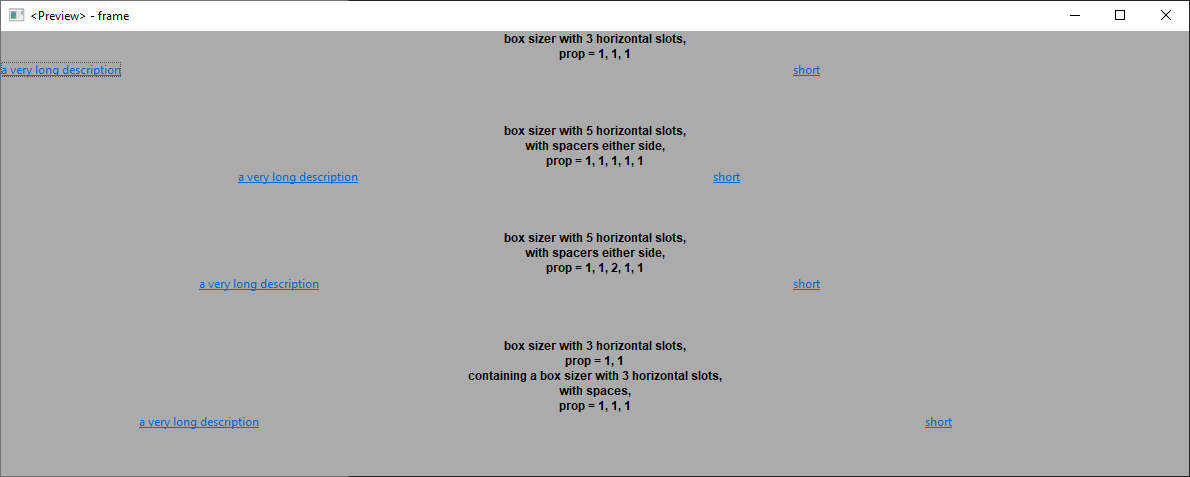 <Preview> - frame
box sizer with 3 horizontal slots,
prop = 1, 1, 1
a very long description short
box sizer with 5 horizontal slots,
with spacers either side,
prop = 1, 1, 1, 1, 1
a very long description short
box sizer with 5 horizontal slots,
with spacers either side,
prop = 1, 1, 2, 1, 1
a very long description short
box sizer with 3 horizontal slots,
prop = 1, 1
containing a box sizer with 3 horizontal slots,
with spaces,
prop = 1, 1, 1
a very long description short